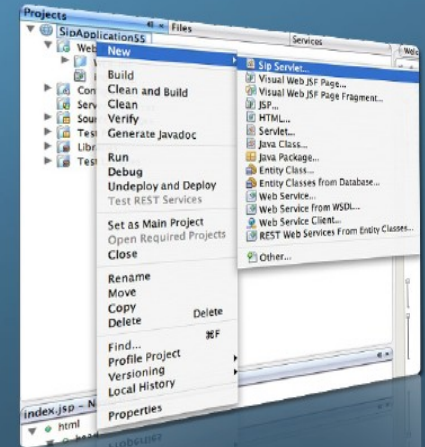 Projects
Files
Services
SipApplication55
Web
New
Build
Clean and Build
Clean
Verify
Generate Javadoc
Run
Debug
Undeploy and Deploy
Test REST Services
Set as Main Project
Open Required Projects
Close
Rename
Move
Copy
Delete Delete
Find... ⌘F
Profile Project
Versioning
Local History
Properties
Sip Servlet...
Visual Web JSF Page...
Visual Web JSF Page Fragment...
JSP...
HTML...
Servlet...
Java Class...
Java Package...
Entity Class...
Entity Classes from Database...
Web Service...
Web Service from WSDL...
Web Service Client...
REST Web Services From Entity Classes...
Other...
index.jsp - N
html